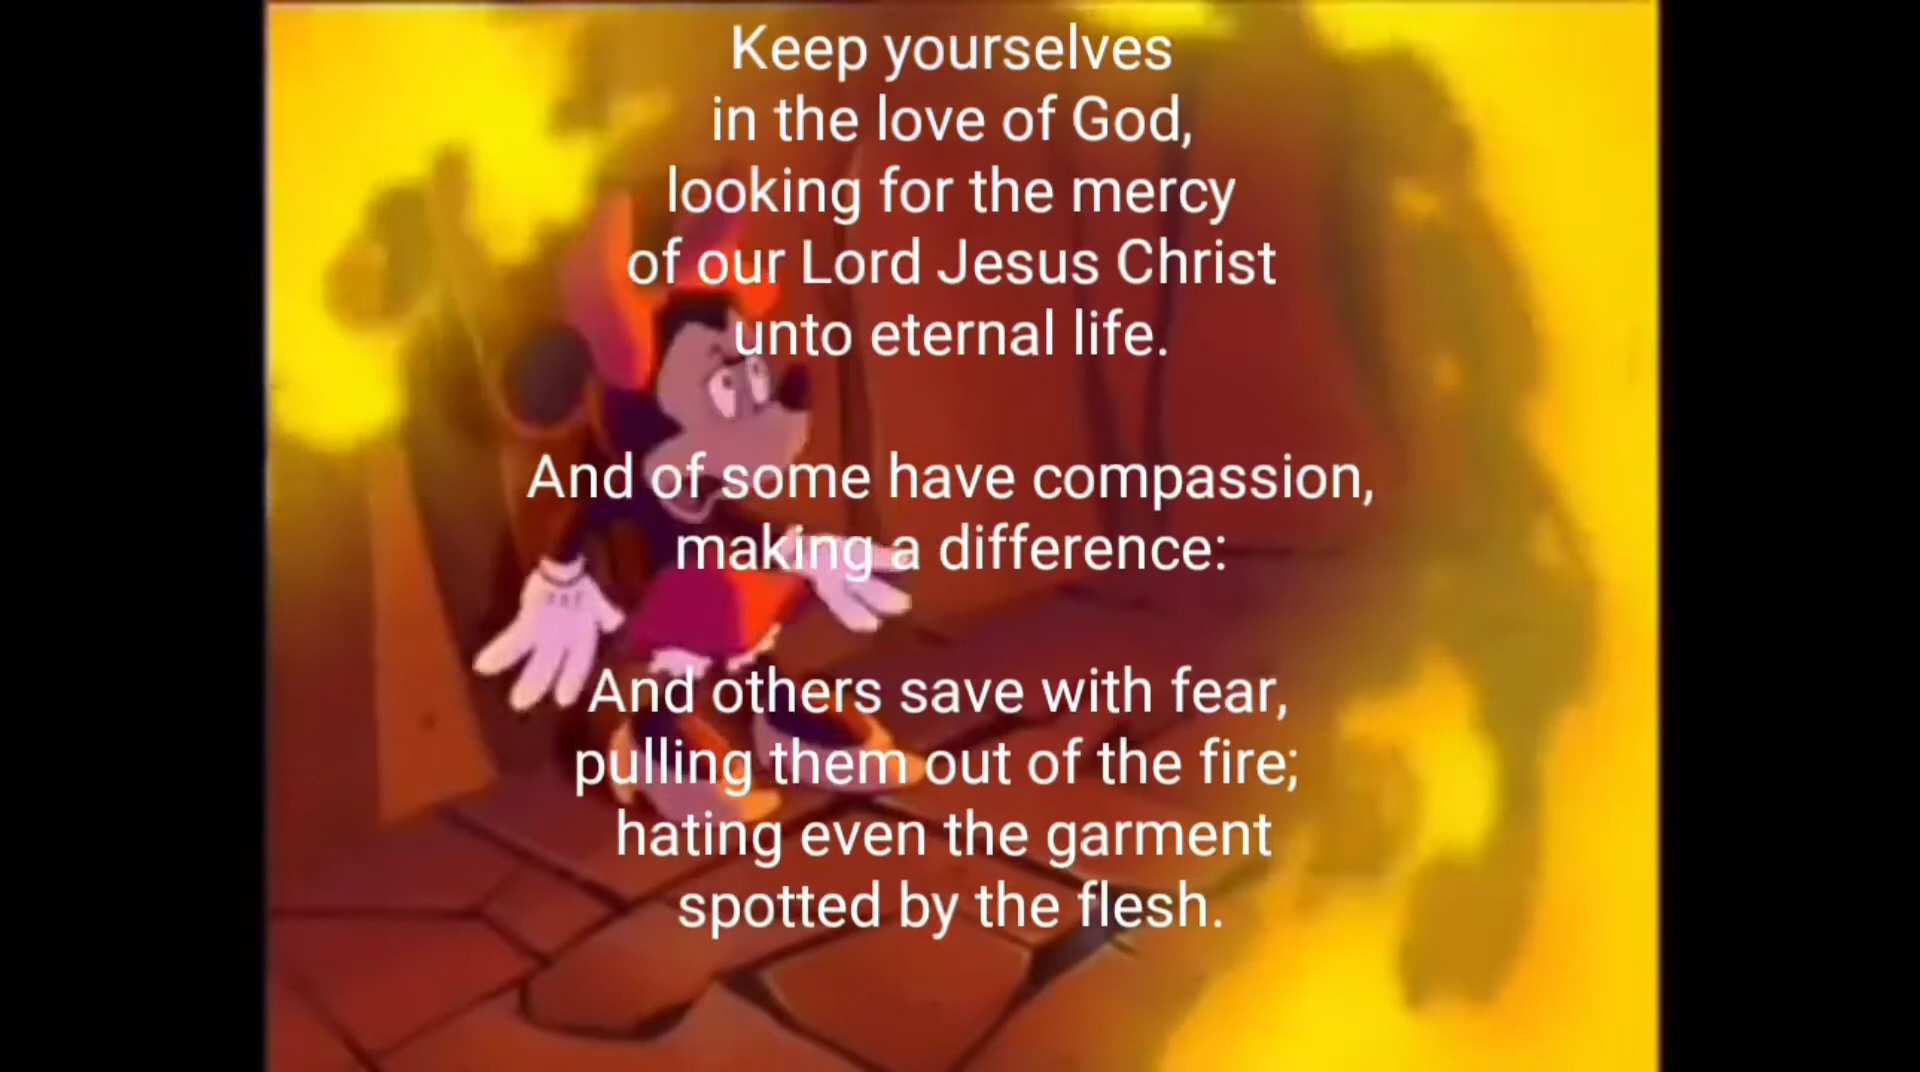 Keep yourselves
in the love of God,
looking for the mercy
of our Lord Jesus Christ
unto eternal life.
And of some have compassion,
making a difference:
And others save with fear,
pulling them out of the fire;
hating even the garment
spotted by the flesh.